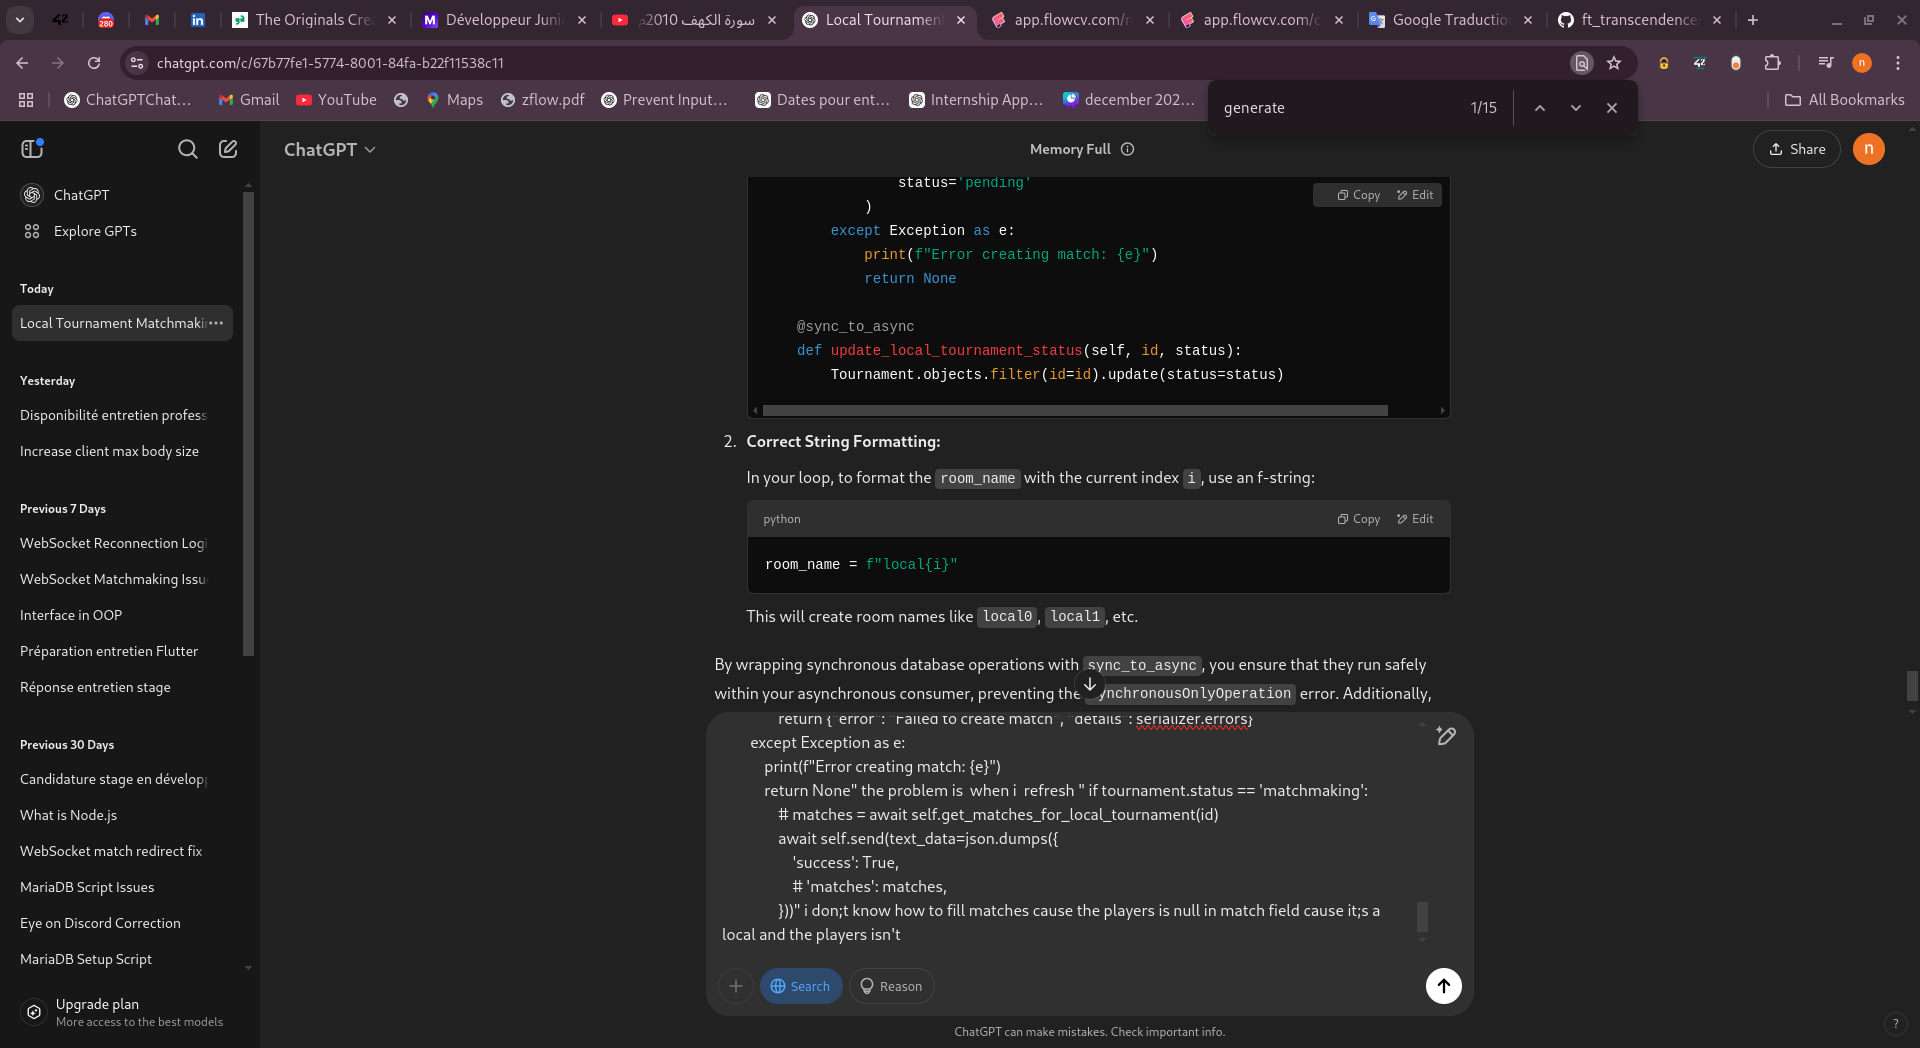 The Originals Cre
Développeur Juni
سورة الكهف 2010م
Local Tournamen
app.flowcv.com/r
app.flowcv.com/c
Google Traductio
ft_transcendence
chatgpt.com/c/67b77fe1-5774-8001-84fa-b22f11538c11
ChatGPTChat...
Gmail
YouTube
Maps
zflow.pdf
Prevent Input...
Dates pour ent...
Internship App...
december 202...
All Bookmarks
generate
1/15
ChatGPT
Memory Full
Share
n
ChatGPT
Explore GPTs
Today
Local Tournament Matchmaki
Yesterday
Disponibilité entretien profess
Increase client max body size
Previous 7 Days
WebSocket Reconnection Logi
WebSocket Matchmaking Issu
Interface in OOP
Préparation entretien Flutter
Réponse entretien stage
Previous 30 Days
Candidature stage en dévelop
What is Node.js
WebSocket match redirect fix
MariaDB Script Issues
Eye on Discord Correction
MariaDB Setup Script
Upgrade plan
More access to the best models
status='pending'
Copy Edit
)
except Exception as e:
print(f"Error creating match: {e}")
return None
@sync_to_async
def update_local_tournament_status(self, id, status):
Tournament.objects.filter(id=id).update(status=status)
2. Correct String Formatting:
In your loop, to format the room_name with the current index i, use an f-string:
python
Copy Edit
room_name = f"local{i}"
This will create room names like local0, local1, etc.
By wrapping synchronous database operations with sync_to_async, you ensure that they run safely
within your asynchronous consumer, preventing the ynchronousOnlyOperation error. Additionally,
return {"error": "Failed to create match", "details": serializer.errors}
except Exception as e:
print(f"Error creating match: {e}")
return None" the problem is when i refresh " if tournament.status == 'matchmaking':
# matches = await self.get_matches_for_local_tournament(id)
await self.send(text_data=json.dumps({
'success': True,
# 'matches': matches,
}))" i don;t know how to fill matches cause the players is null in match field cause it;s a
local and the players isn't
Search
Reason
ChatGPT can make mistakes. Check important info.
?